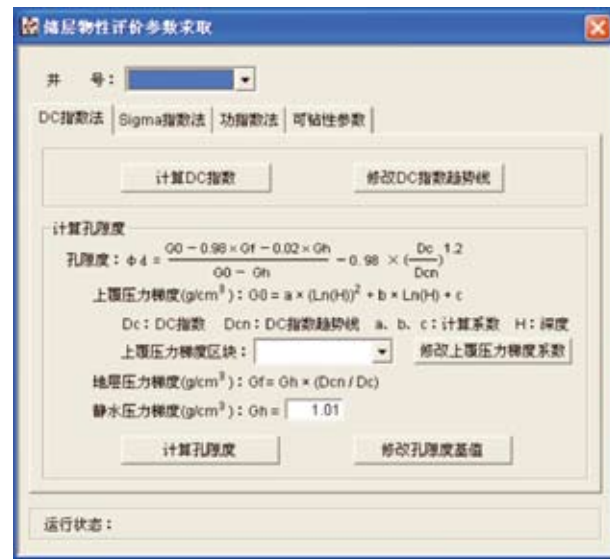 储层物性评价参数求取
井 号：
DC指数法 Sigma指数法 功指数法 可钻性参数
计算DC指数 修改DC指数趋势线
计算孔隙度
孔隙度：Φd = (G0 - 0.98 × Gf - 0.02 × Gh) / (G0 - Gh) - 0.98 × (Dc / Dcn)^1.2
上覆压力梯度(g/cm³)：G0 = a × (Ln(H))² + b × Ln(H) + c
Dc：DC指数 Dcn：DC指数趋势线 a、b、c：计算系数 H：深度
上覆压力梯度区块： 修改上覆压力梯度系数
地层压力梯度(g/cm³)：Gf= Gh × (Dcn / Dc)
静水压力梯度(g/cm³)：Gh = 1.01
计算孔隙度 修改孔隙度基值
运行状态：